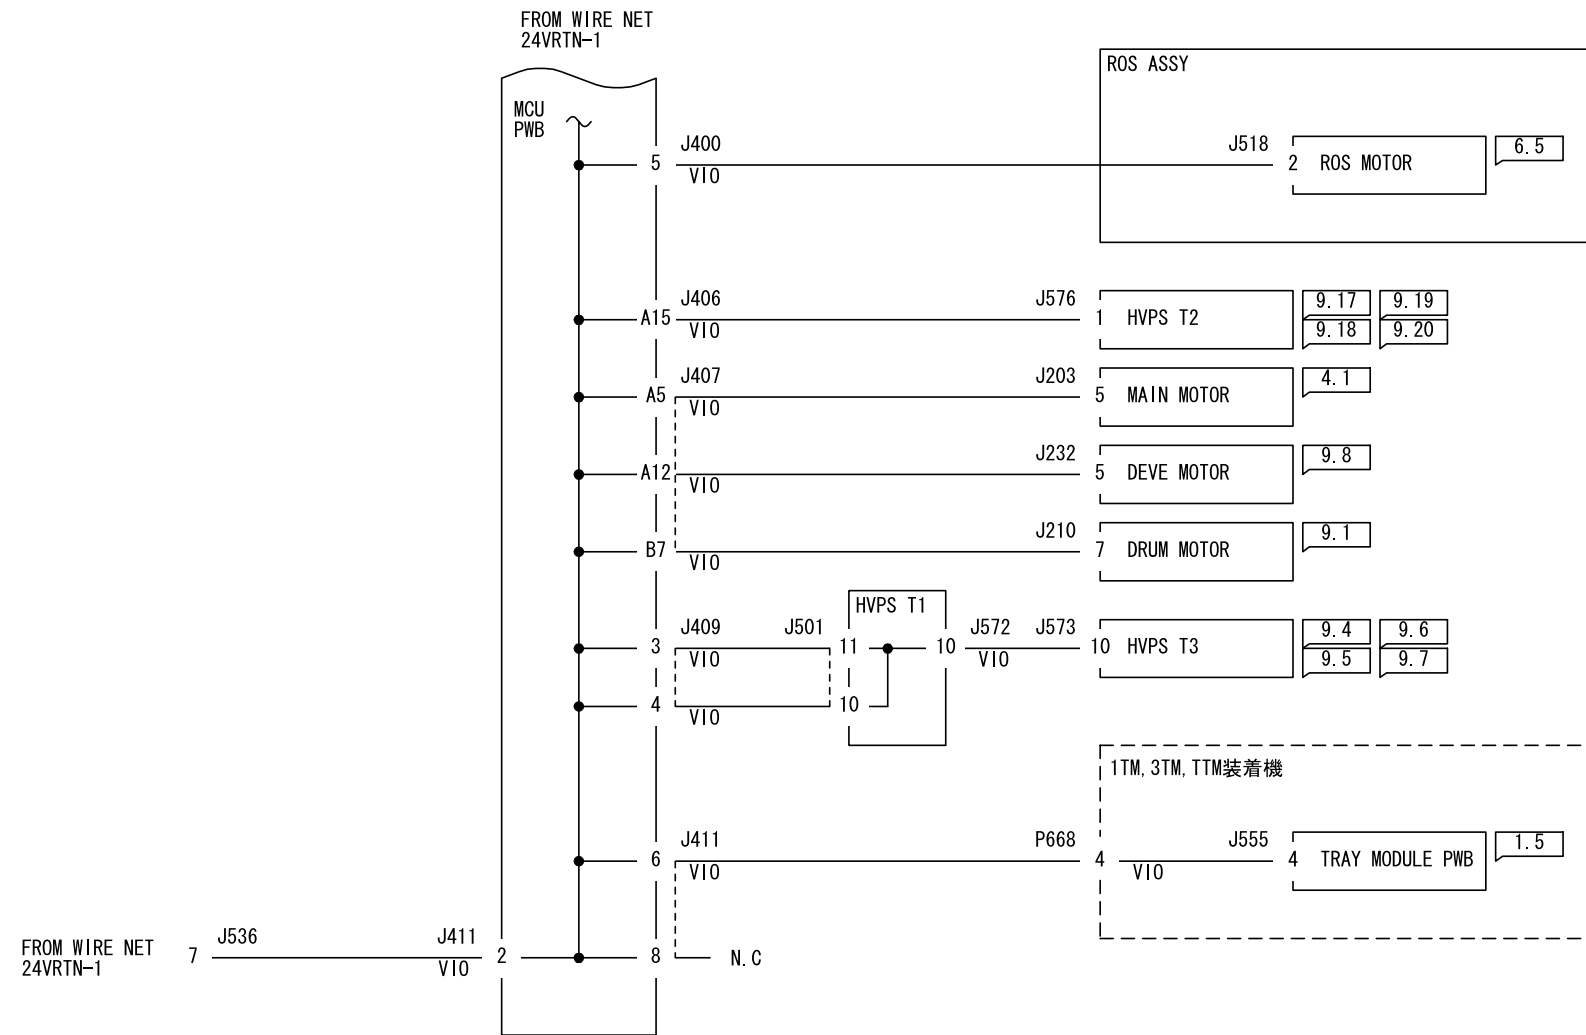 FROM WIRE NET
24VRTN-1
ROS ASSY
MCU
PWB
5
J400
VIO
J518
2
ROS MOTOR
6.5
A15
J406
VIO
J576
1
HVPS T2
9.17
9.19
9.18
9.20
A5
J407
VIO
J203
5
MAIN MOTOR
4.1
A12
VIO
J232
5
DEVE MOTOR
9.8
B7
VIO
J210
7
DRUM MOTOR
9.1
HVPS T1
3
J409
VIO
J501
11
10
J572
VIO
J573
10
HVPS T3
9.4
9.6
9.5
9.7
4
VIO
10
1TM, 3TM, TTM装着機
6
J411
VIO
P668
4
VIO
J555
4
TRAY MODULE PWB
1.5
FROM WIRE NET
24VRTN-1
7
J536
J411
VIO
2
8
N.C